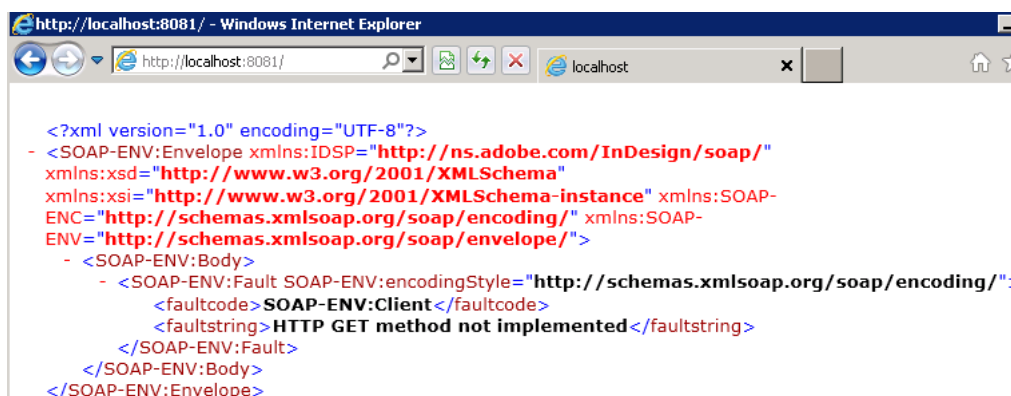 http://localhost:8081/ - Windows Internet Explorer
http://localhost:8081/
localhost
<?xml version="1.0" encoding="UTF-8"?>
- <SOAP-ENV:Envelope xmlns:IDSP="http://ns.adobe.com/InDesign/soap/"
xmlns:xsd="http://www.w3.org/2001/XMLSchema"
xmlns:xsi="http://www.w3.org/2001/XMLSchema-instance" xmlns:SOAP-
ENC="http://schemas.xmlsoap.org/soap/encoding/" xmlns:SOAP-
ENV="http://schemas.xmlsoap.org/soap/envelope/">
- <SOAP-ENV:Body>
- <SOAP-ENV:Fault SOAP-ENV:encodingStyle="http://schemas.xmlsoap.org/soap/encoding/"
<faultcode>SOAP-ENV:Client</faultcode>
<faultstring>HTTP GET method not implemented</faultstring>
</SOAP-ENV:Fault>
</SOAP-ENV:Body>
</SOAP-ENV:Envelope>